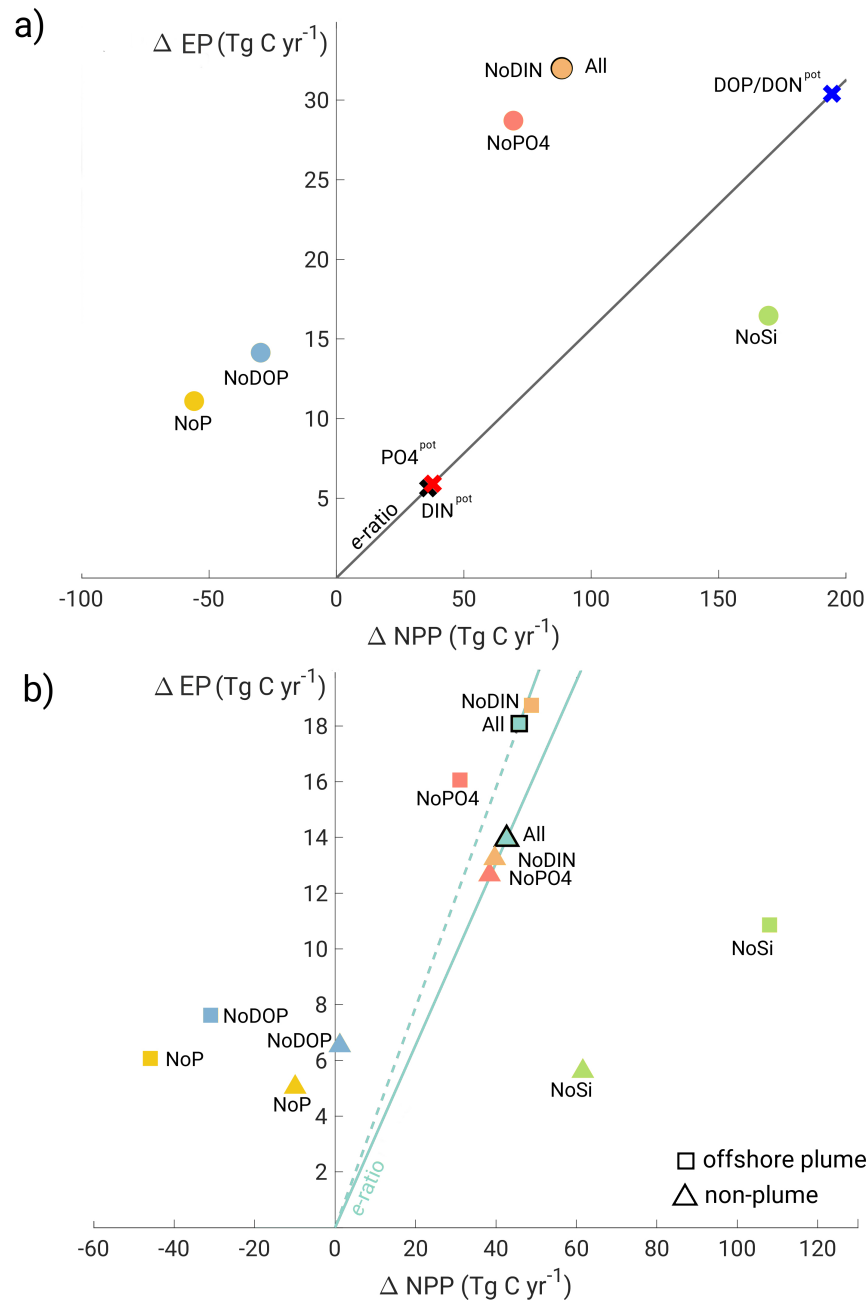 a)
Δ EP (Tg C yr⁻¹)
NoDIN
All
DOP/DON^pot
30
NoPO4
25
20
NoSi
15
NoDOP
NoP
10
PO4^pot
5
DIN^pot
e-ratio
-100
-50
0
50
100
150
200
Δ NPP (Tg C yr⁻¹)
b)
Δ EP (Tg C yr⁻¹)
NoDIN
All
18
16
NoPO4
14
All
NoDIN
NoPO4
12
NoSi
10
8
NoDOP
NoDOP
6
NoP
NoP
NoSi
4
2
e-ratio
offshore plume
non-plume
-60
-40
-20
0
20
40
60
80
100
120
Δ NPP (Tg C yr⁻¹)